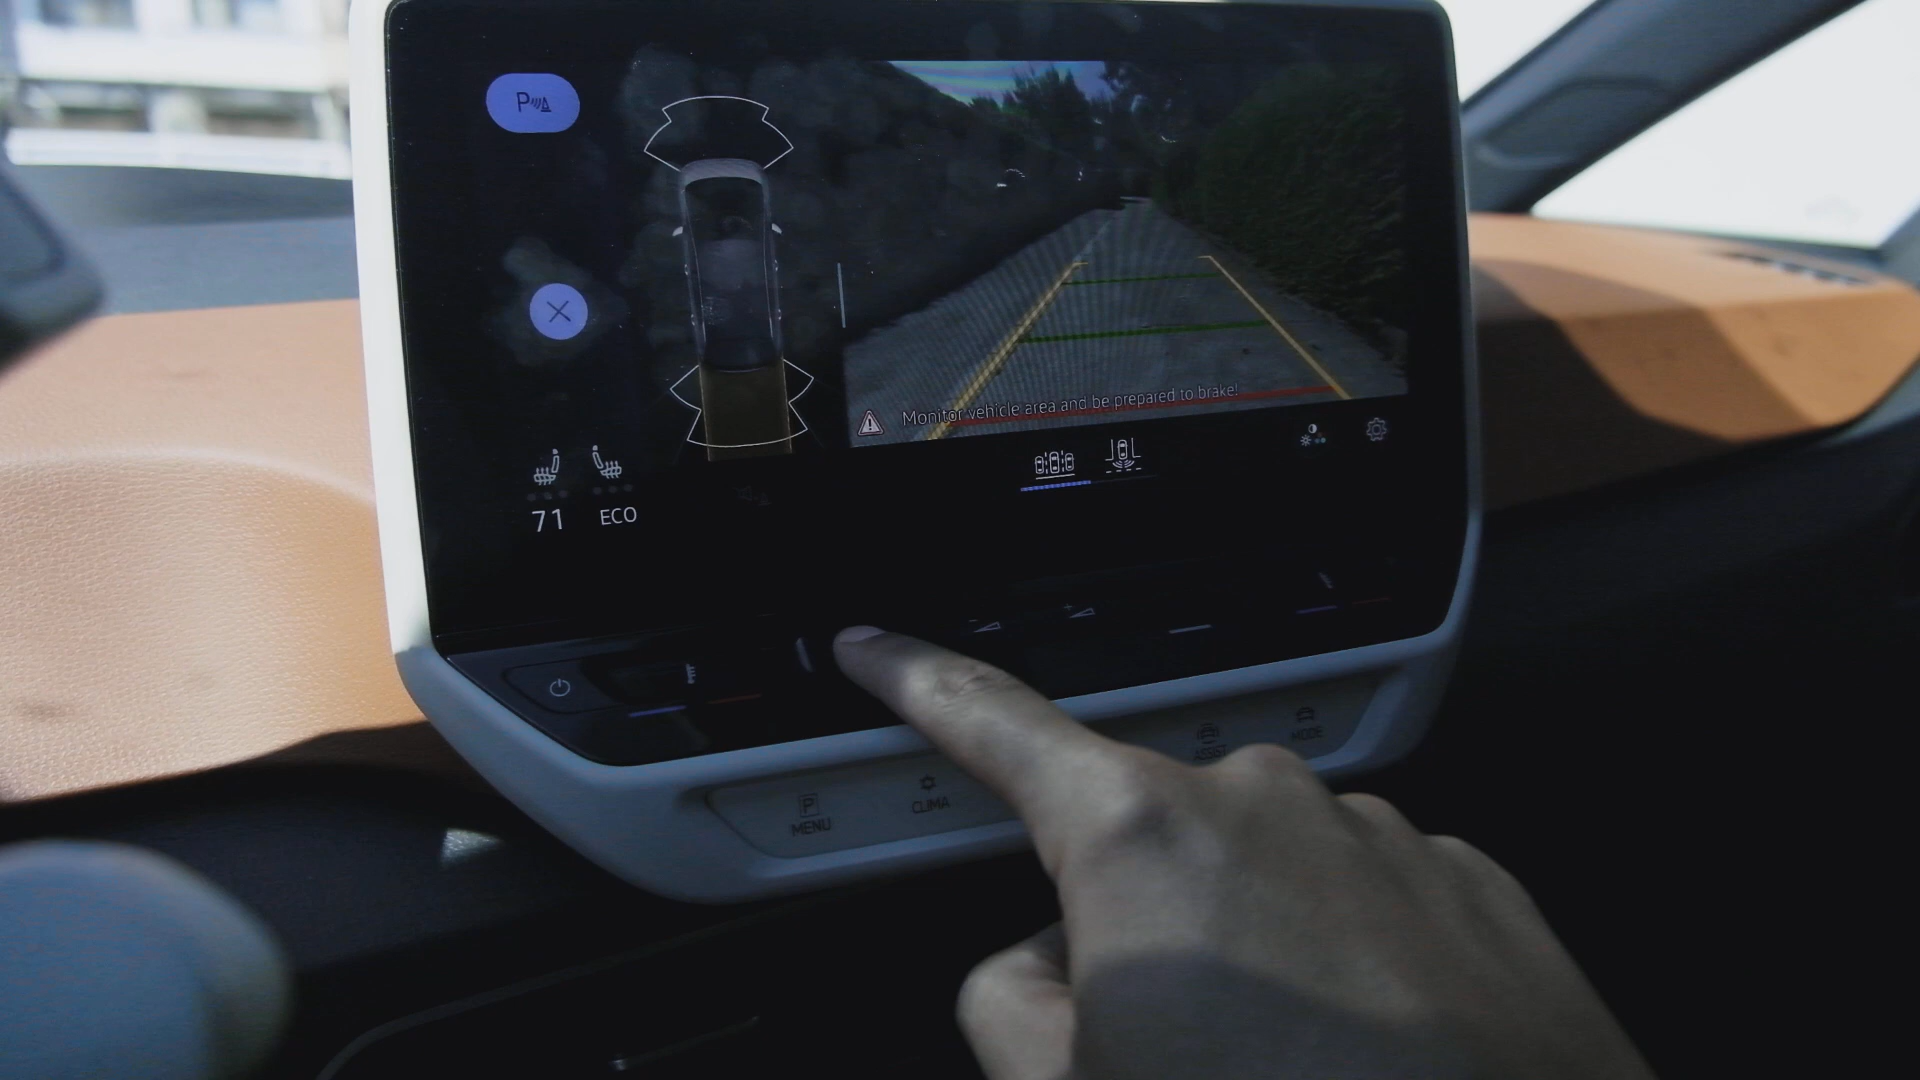 P
Monitor vehicle area and be prepared to brake!
71 ECO
P
MENU
CLIMA
ASSIST
MODE